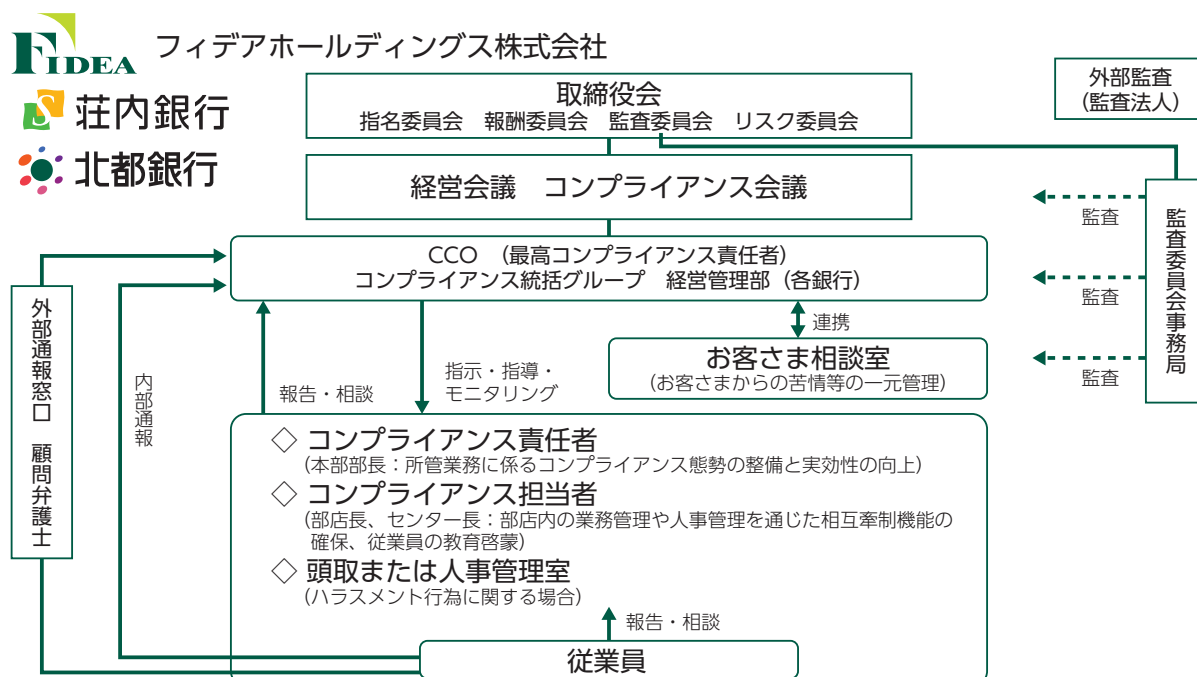 FIDEA フィデアホールディングス株式会社
荘内銀行
北都銀行
取締役会
指名委員会 報酬委員会 監査委員会 リスク委員会
外部監査
(監査法人)
経営会議 コンプライアンス会議
監査
監査
監査
監査委員会事務局
CCO (最高コンプライアンス責任者)
コンプライアンス統括グループ 経営管理部 (各銀行)
連携
お客さま相談室
(お客さまからの苦情等の一元管理)
外部通報窓口 顧問弁護士
内部通報
報告・相談
指示・指導・
モニタリング
◇ コンプライアンス責任者
(本部部長：所管業務に係るコンプライアンス態勢の整備と実効性の向上)
◇ コンプライアンス担当者
(部店長、センター長：部店内の業務管理や人事管理を通じた相互牽制機能の
確保、従業員の教育啓蒙)
◇ 頭取または人事管理室
(ハラスメント行為に関する場合)
報告・相談
従業員